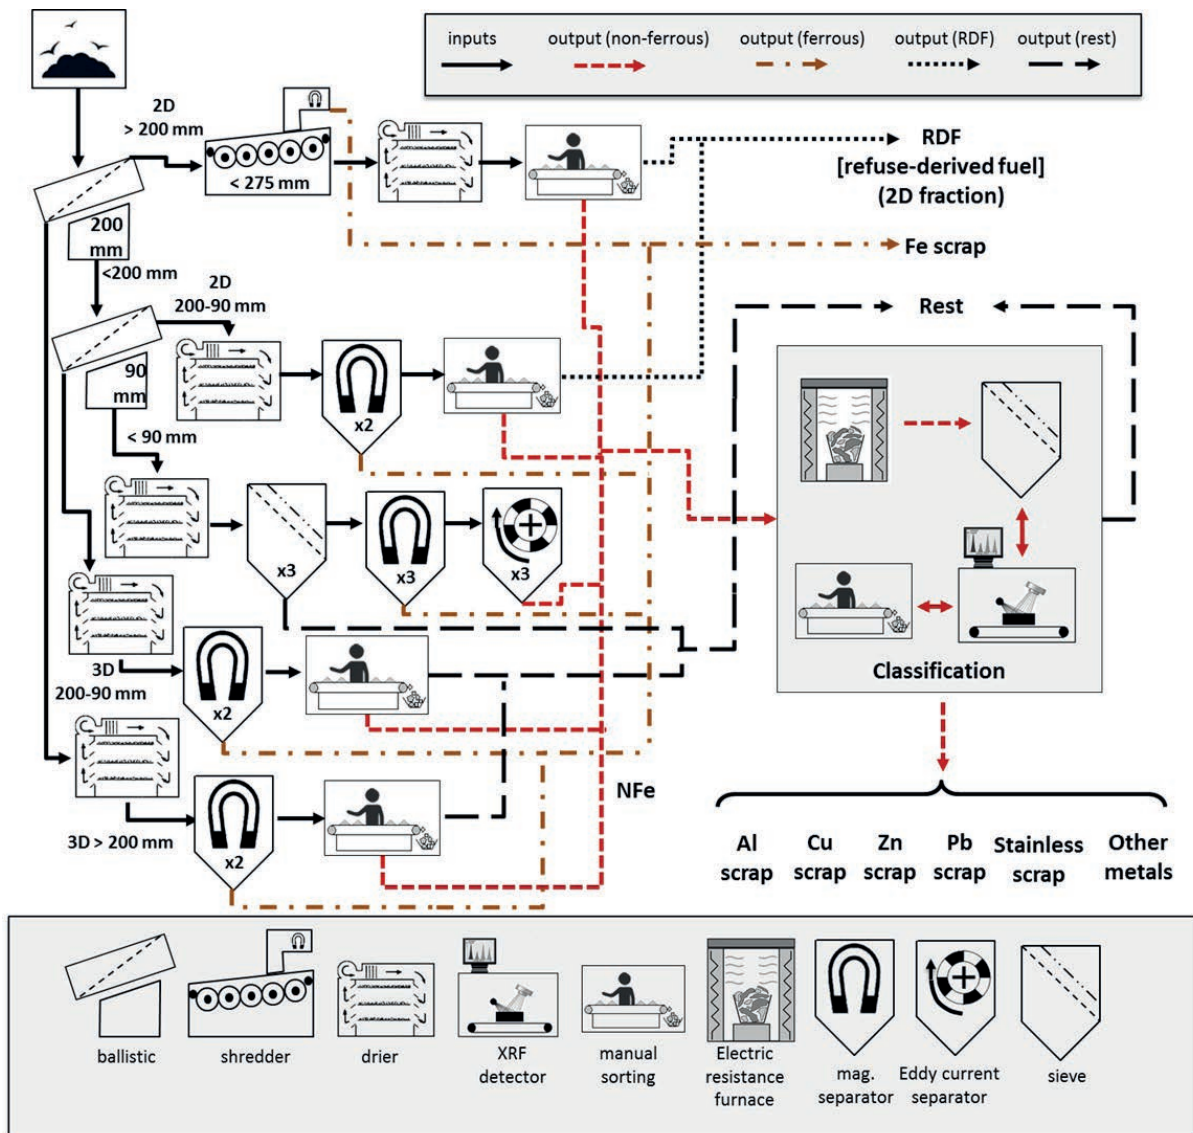 inputs
output (non-ferrous)
output (ferrous)
output (RDF)
output (rest)
2D
> 200 mm
< 275 mm
RDF
[refuse-derived fuel]
(2D fraction)
200
mm
Fe scrap
<200 mm
2D
200-90 mm
Rest
90
mm
x2
< 90 mm
x3
x3
x3
3D
200-90 mm
x2
Classification
NFe
3D > 200 mm
x2
Al
scrap
Cu
scrap
Zn
scrap
Pb
scrap
Stainless
scrap
Other
metals
ballistic
shredder
drier
XRF
detector
manual
sorting
Electric
resistance
furnace
mag.
separator
Eddy current
separator
sieve